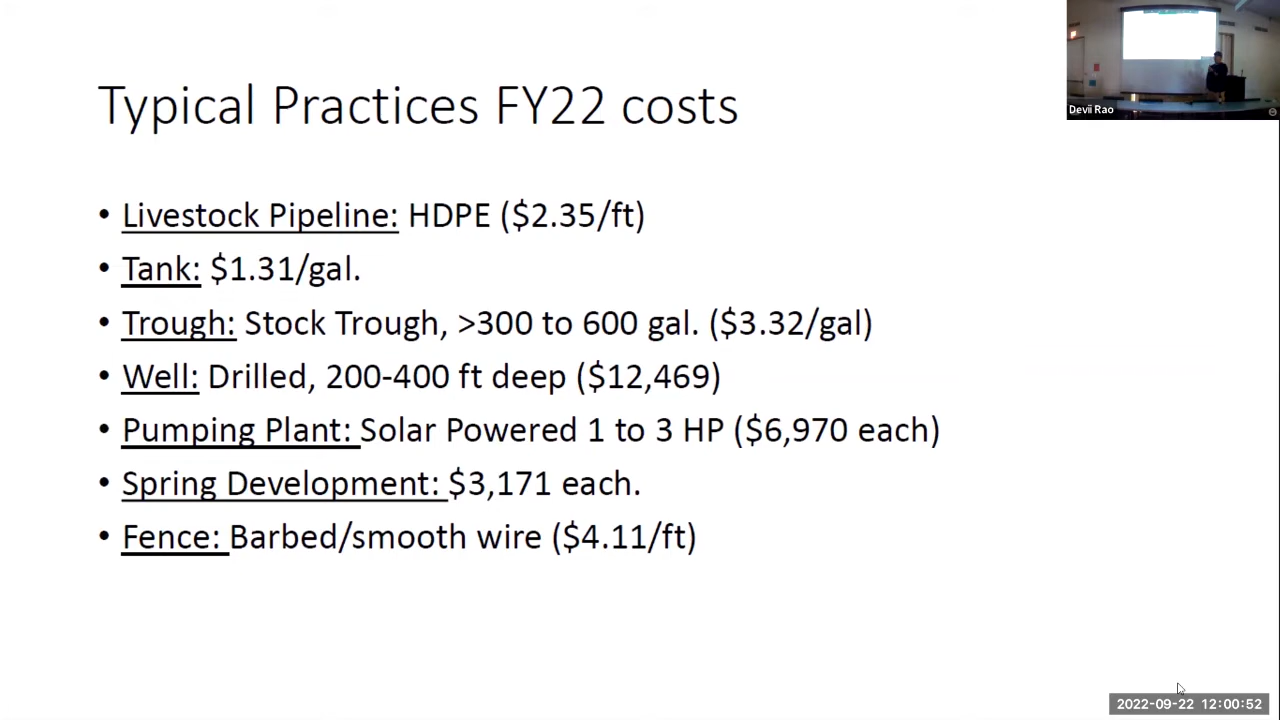 Typical Practices FY22 costs
• Livestock Pipeline: HDPE ($2.35/ft)
• Tank: $1.31/gal.
• Trough: Stock Trough, >300 to 600 gal. ($3.32/gal)
• Well: Drilled, 200-400 ft deep ($12,469)
• Pumping Plant: Solar Powered 1 to 3 HP ($6,970 each)
• Spring Development: $3,171 each.
• Fence: Barbed/smooth wire ($4.11/ft)
Devii Rao
2022-09-22 12:00:52